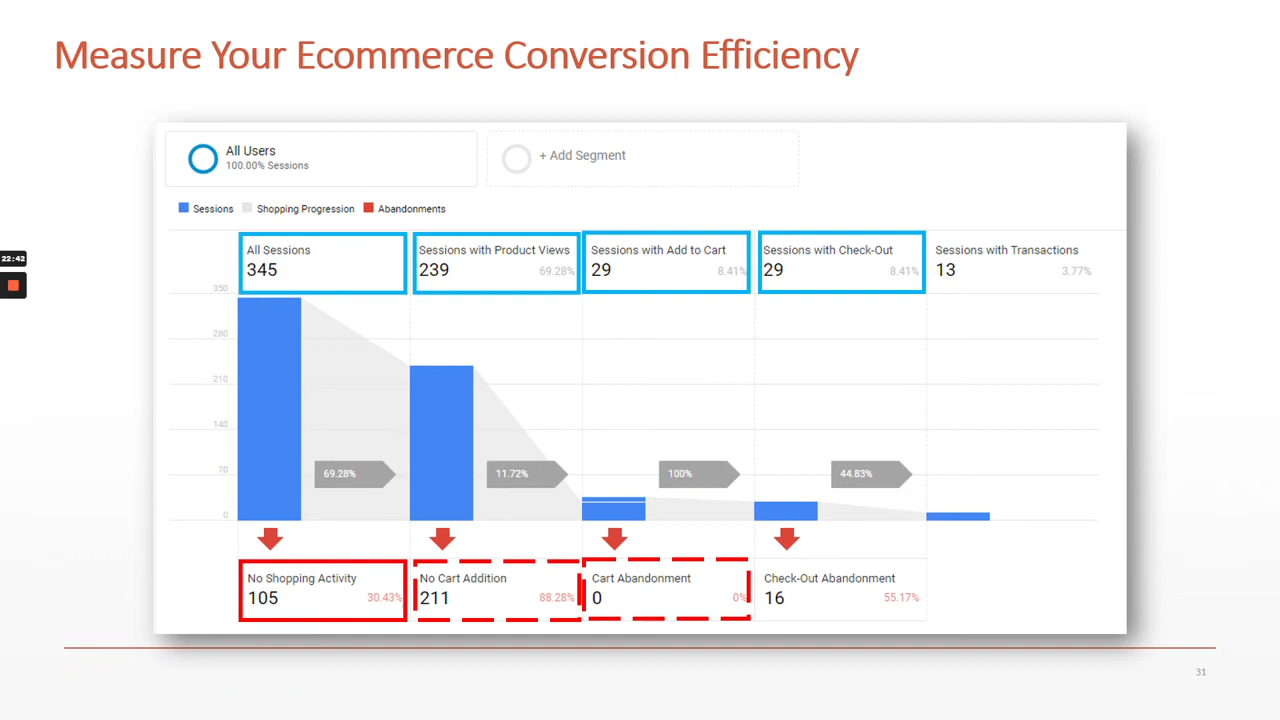 Measure Your Ecommerce Conversion Efficiency
All Users
100.00% Sessions
+ Add Segment
Sessions
Shopping Progression
Abandonments
22:42
All Sessions
345
Sessions with Product Views
239
69.28%
Sessions with Add to Cart
29
8.41%
Sessions with Check-Out
29
8.41%
Sessions with Transactions
13
3.77%
350
280
210
140
70
0
69.28%
11.72%
100%
44.83%
No Shopping Activity
105
30.43%
No Cart Addition
211
88.28%
Cart Abandonment
0
0%
Check-Out Abandonment
16
55.17%
31